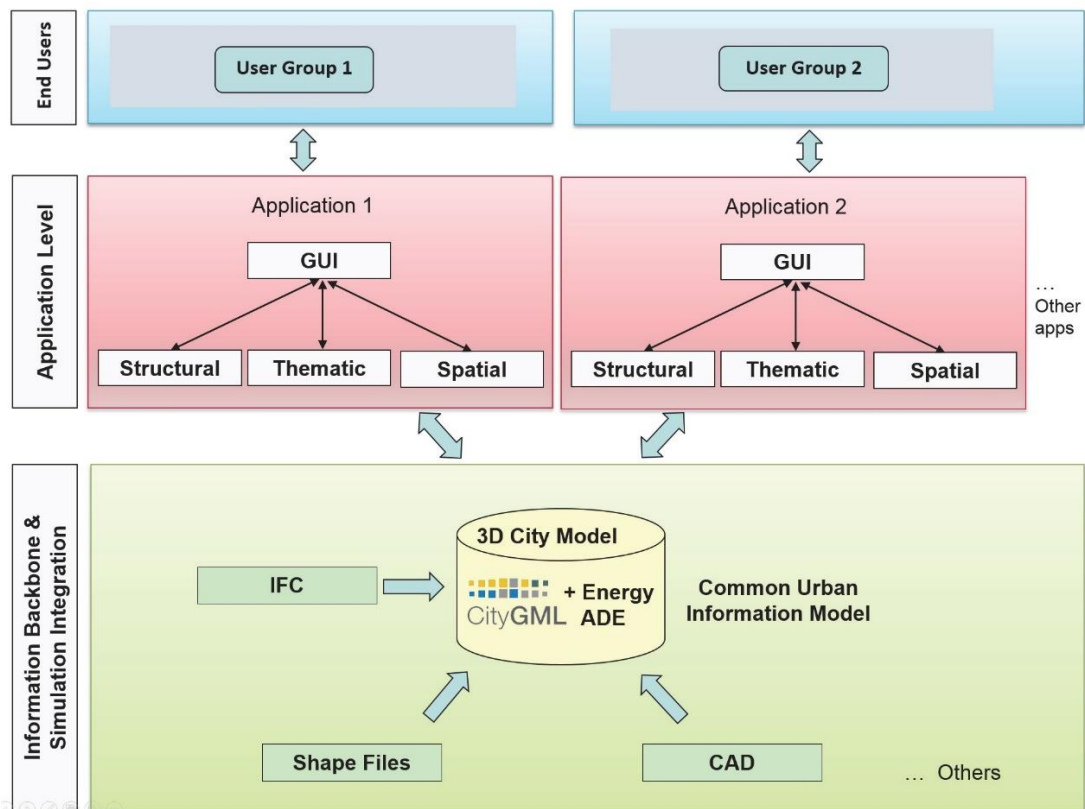 End Users
User Group 1
User Group 2
Application Level
Application 1
Application 2
GUI
GUI
Structural
Thematic
Spatial
Structural
Thematic
Spatial
...
Other
apps
Information Backbone &
Simulation Integration
3D City Model
CityGML
+ Energy
ADE
IFC
Common Urban
Information Model
Shape Files
CAD
... Others